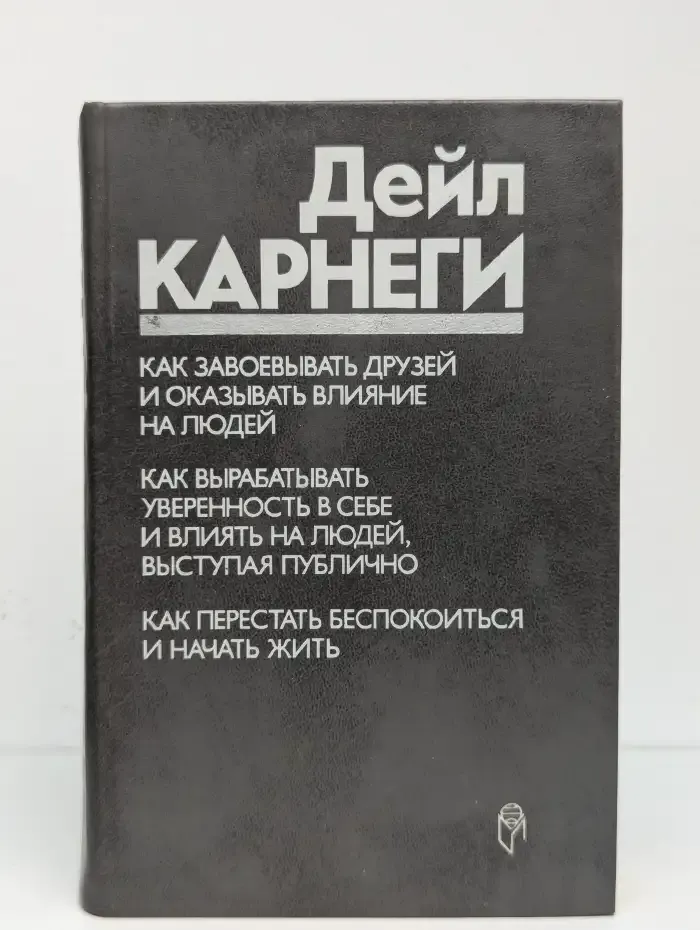 Дейл
КАРНЕГИ
КАК ЗАВОЕВЫВАТЬ ДРУЗЕЙ
И ОКАЗЫВАТЬ ВЛИЯНИЕ
НА ЛЮДЕЙ
КАК ВЫРАБАТЫВАТЬ
УВЕРЕННОСТЬ В СЕБЕ
И ВЛИЯТЬ НА ЛЮДЕЙ,
ВЫСТУПАЯ ПУБЛИЧНО
КАК ПЕРЕСТАТЬ БЕСПОКОИТЬСЯ
И НАЧАТЬ ЖИТЬ